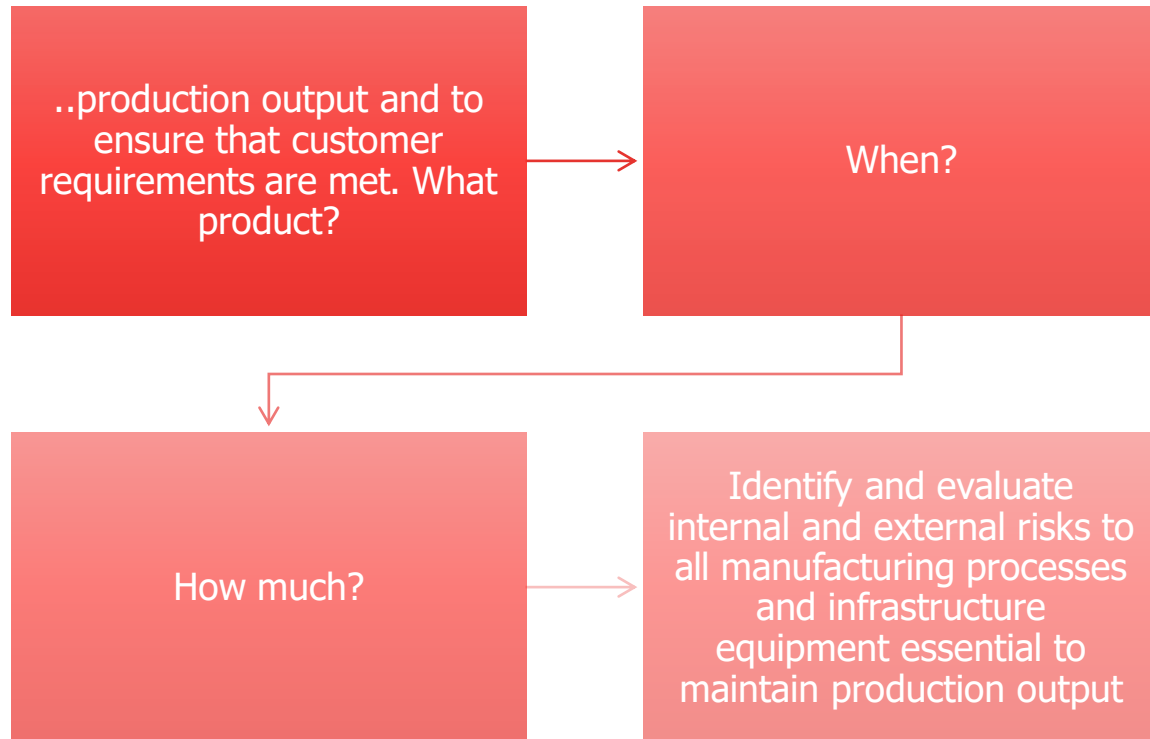 ..production output and to
ensure that customer
requirements are met. What
product?
When?
How much?
Identify and evaluate
internal and external risks to
all manufacturing processes
and infrastructure
equipment essential to
maintain production output